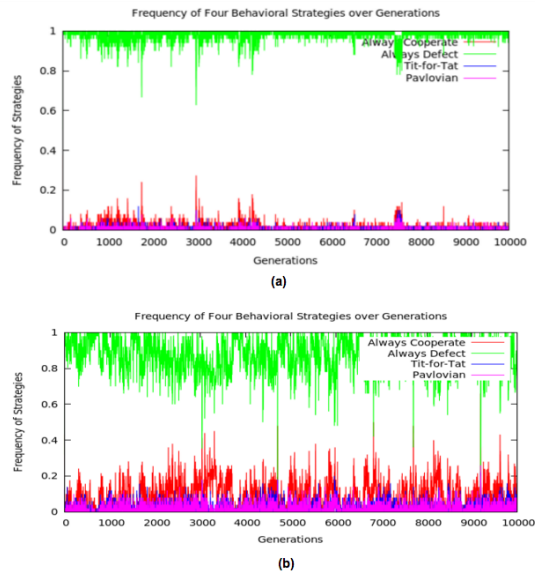 Frequency of Four Behavioral Strategies over Generations
1
0.8
0.6
0.4
0.2
0
Frequency of Strategies
Always Cooperate
Always Defect
Tit-for-Tat
Pavlovian
0 1000 2000 3000 4000 5000 6000 7000 8000 9000 10000
Generations
(a)
Frequency of Four Behavioral Strategies over Generations
1
0.8
0.6
0.4
0.2
0
Frequency of Strategies
Always Cooperate
Always Defect
Tit-for-Tat
Pavlovian
0 1000 2000 3000 4000 5000 6000 7000 8000 9000 10000
Generations
(b)